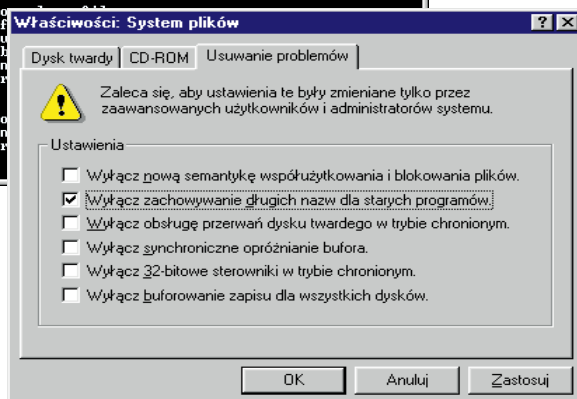 Właściwości: System plików
Dysk twardy
CD-ROM
Usuwanie problemów
Zaleca się, aby ustawienia te były zmieniane tylko przez
zaawansowanych użytkowników i administratorów systemu.
Ustawienia
Wyłącz nową semantykę współużytkowania i blokowania plików.
Wyłącz zachowywanie długich nazw dla starych programów.
Wyłącz obsługę przerwań dysku twardego w trybie chronionym.
Wyłącz synchroniczne opróżnianie bufora.
Wyłącz 32-bitowe sterowniki w trybie chronionym.
Wyłącz buforowanie zapisu dla wszystkich dysków.
OK
Anuluj
Zastosuj